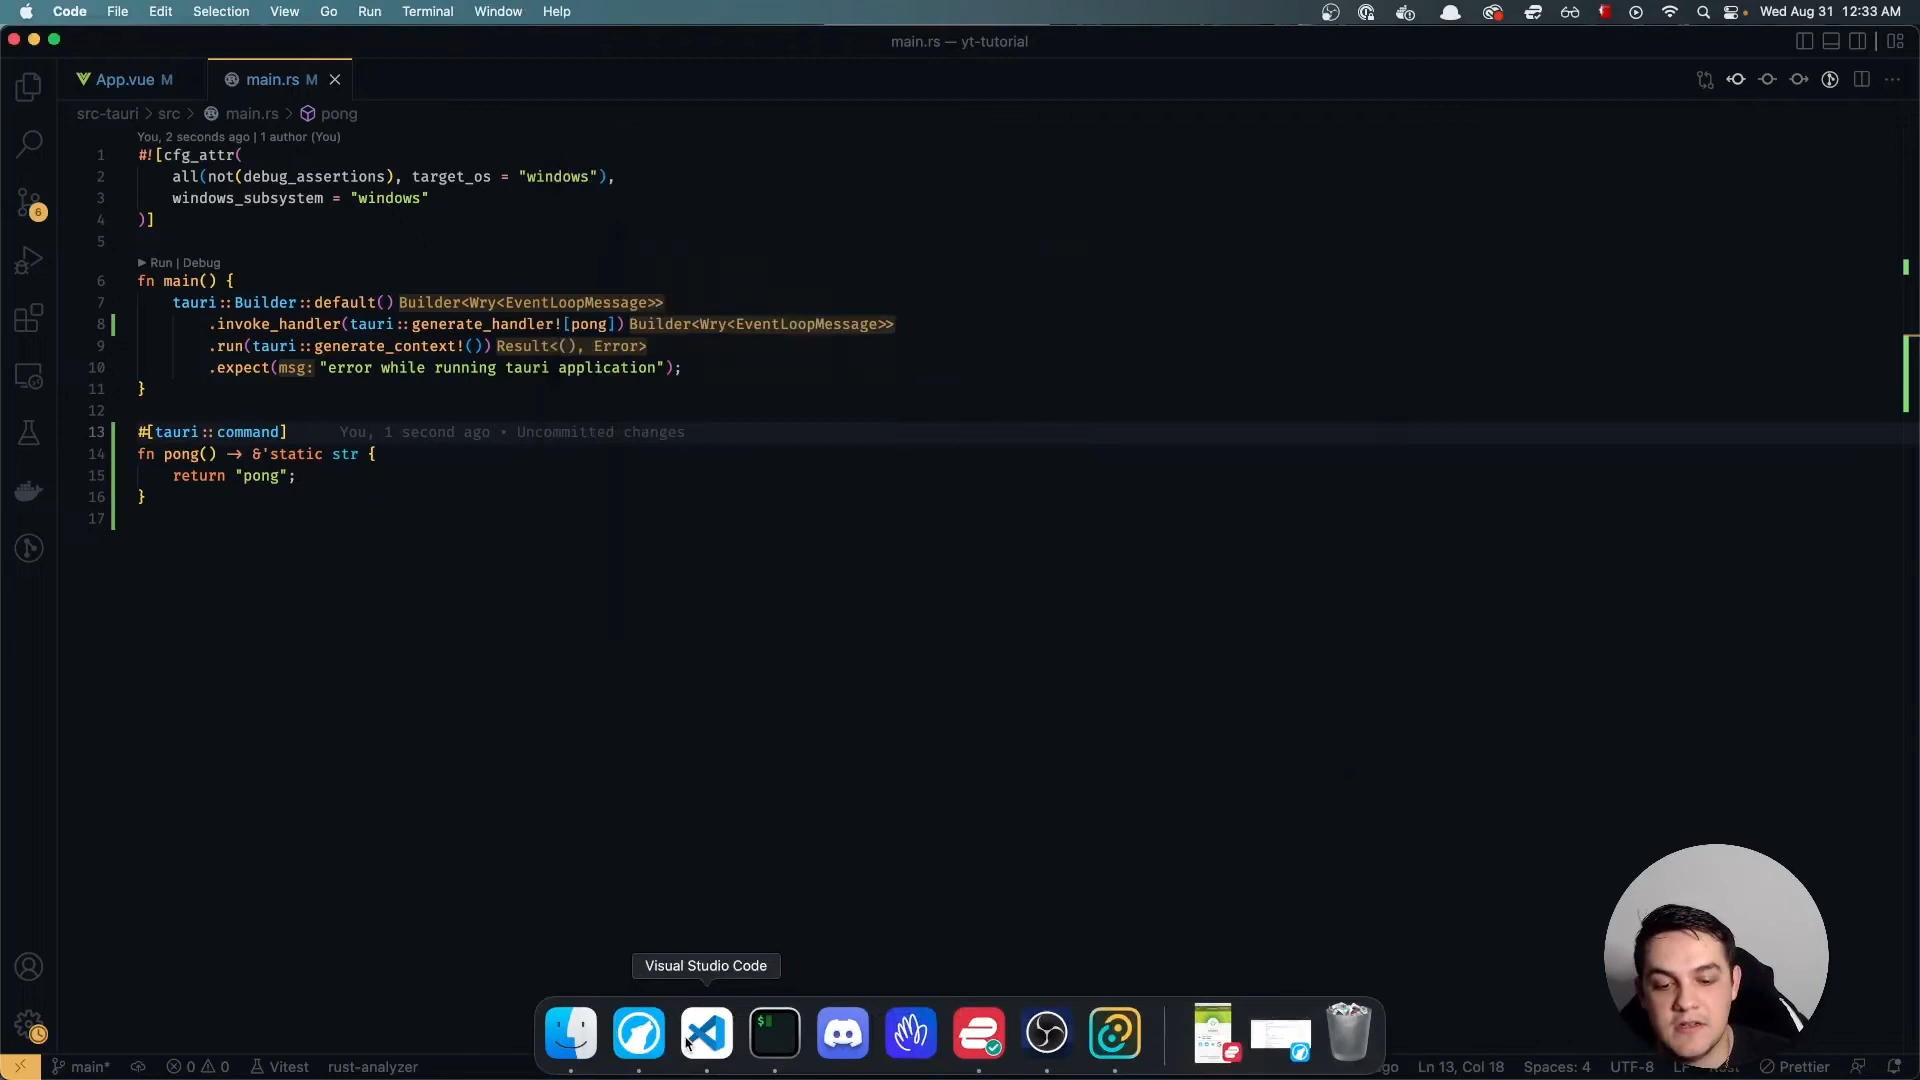 Code File Edit Selection View Go Run Terminal Window Help Wed Aug 31 12:33 AM
main.rs — yt-tutorial
App.vue M main.rs M
src-tauri > src > main.rs > pong
You, 2 seconds ago | 1 author (You)
1 #![cfg_attr(
2 all(not(debug_assertions), target_os = "windows"),
3 windows_subsystem = "windows"
4 )]
5
Run | Debug
6 fn main() {
7 tauri::Builder::default() Builder<Wry<EventLoopMessage>>
8 .invoke_handler(tauri::generate_handler![pong]) Builder<Wry<EventLoopMessage>>
9 .run(tauri::generate_context!()) Result<(), Error>
10 .expect(msg: "error while running tauri application");
11 }
12
13 #[tauri::command] You, 1 second ago • Uncommitted changes
14 fn pong() -> &'static str {
15 return "pong";
16 }
17
6
Visual Studio Code
$
main* 0 0 Vitest rust-analyzer go Ln 13, Col 18 Spaces: 4 UTF-8 LF Prettier